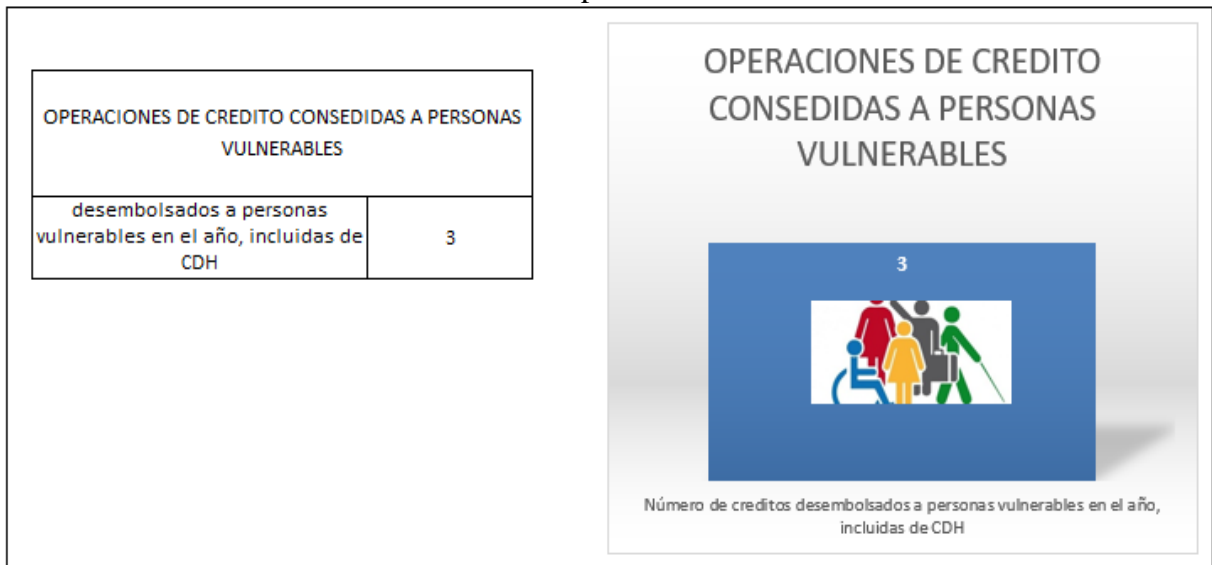 OPERACIONES DE CREDITO CONSEDIDAS A PERSONAS
VULNERABLES
desembolsados a personas
vulnerables en el año, incluidas de
CDH
3
OPERACIONES DE CREDITO
CONSEDIDAS A PERSONAS
VULNERABLES
3
Número de creditos desembolsados a personas vulnerables en el año,
incluidas de CDH